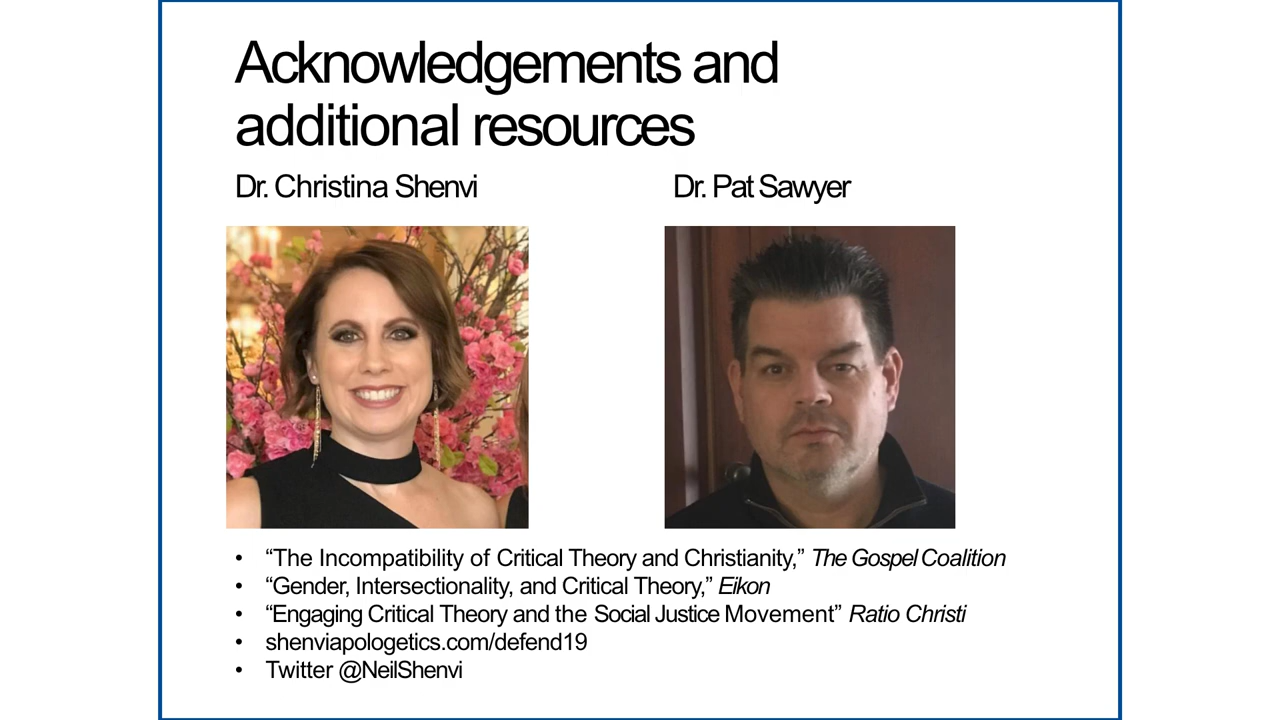 Acknowledgements and
additional resources
Dr. Christina Shenvi
Dr. Pat Sawyer
• “The Incompatibility of Critical Theory and Christianity,” The Gospel Coalition
• “Gender, Intersectionality, and Critical Theory,” Eikon
• “Engaging Critical Theory and the Social Justice Movement” Ratio Christi
• shenviapologetics.com/defend19
• Twitter @NeilShenvi